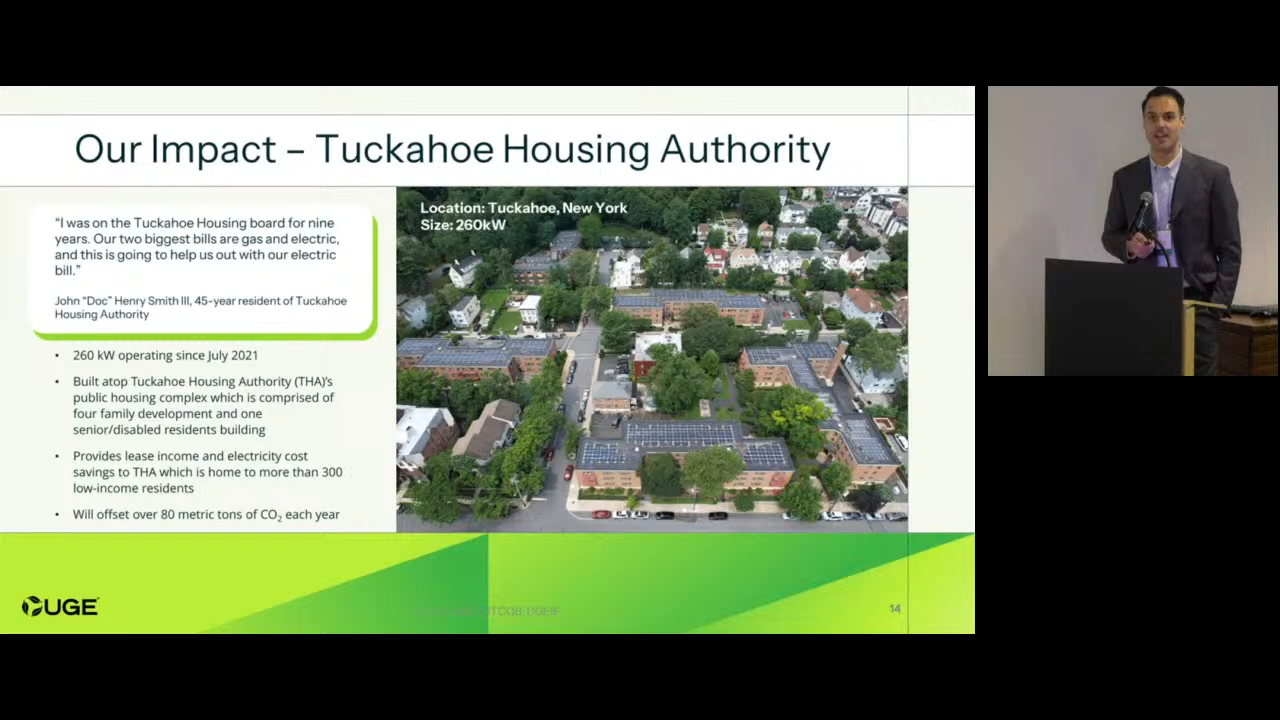 Our Impact – Tuckahoe Housing Authority
“I was on the Tuckahoe Housing board for nine
years. Our two biggest bills are gas and electric,
and this is going to help us out with our electric
bill.”
John “Doc” Henry Smith III, 45-year resident of Tuckahoe
Housing Authority
• 260 kW operating since July 2021
• Built atop Tuckahoe Housing Authority (THA)’s
public housing complex which is comprised of
four family development and one
senior/disabled residents building
• Provides lease income and electricity cost
savings to THA which is home to more than 300
low-income residents
• Will offset over 80 metric tons of CO₂ each year
Location: Tuckahoe, New York
Size: 260kW
UGE
14